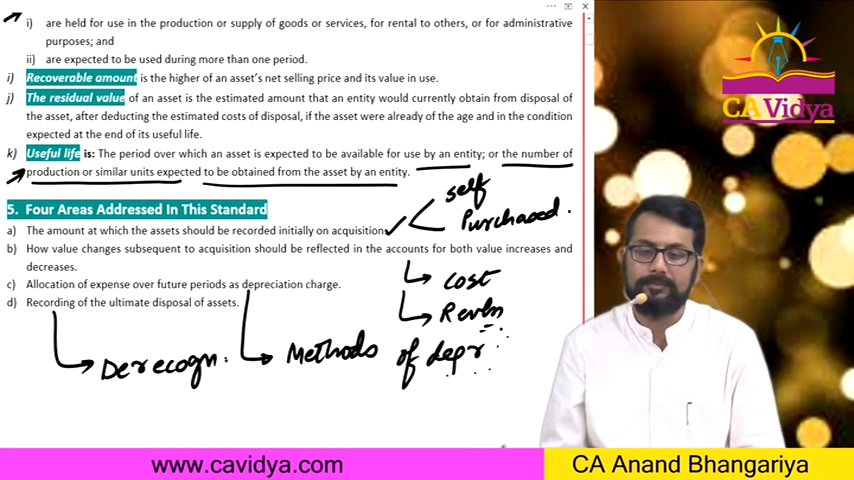 i) are held for use in the production or supply of goods or services, for rental to others, or for administrative
purposes; and
ii) are expected to be used during more than one period.
i) Recoverable amount is the higher of an asset's net selling price and its value in use.
j) The residual value of an asset is the estimated amount that an entity would currently obtain from disposal of
the asset, after deducting the estimated costs of disposal, if the asset were already of the age and in the condition
expected at the end of its useful life.
k) Useful life is: The period over which an asset is expected to be available for use by an entity; or the number of
production or similar units expected to be obtained from the asset by an entity.
self
5. Four Areas Addressed In This Standard
Purchased.
a) The amount at which the assets should be recorded initially on acquisition.
b) How value changes subsequent to acquisition should be reflected in the accounts for both value increases and
decreases.
cost
c) Allocation of expense over future periods as depreciation charge.
d) Recording of the ultimate disposal of assets.
Revln
Derecogn.
Methods of depr
CA Vidya
www.cavidya.com
CA Anand Bhangariya